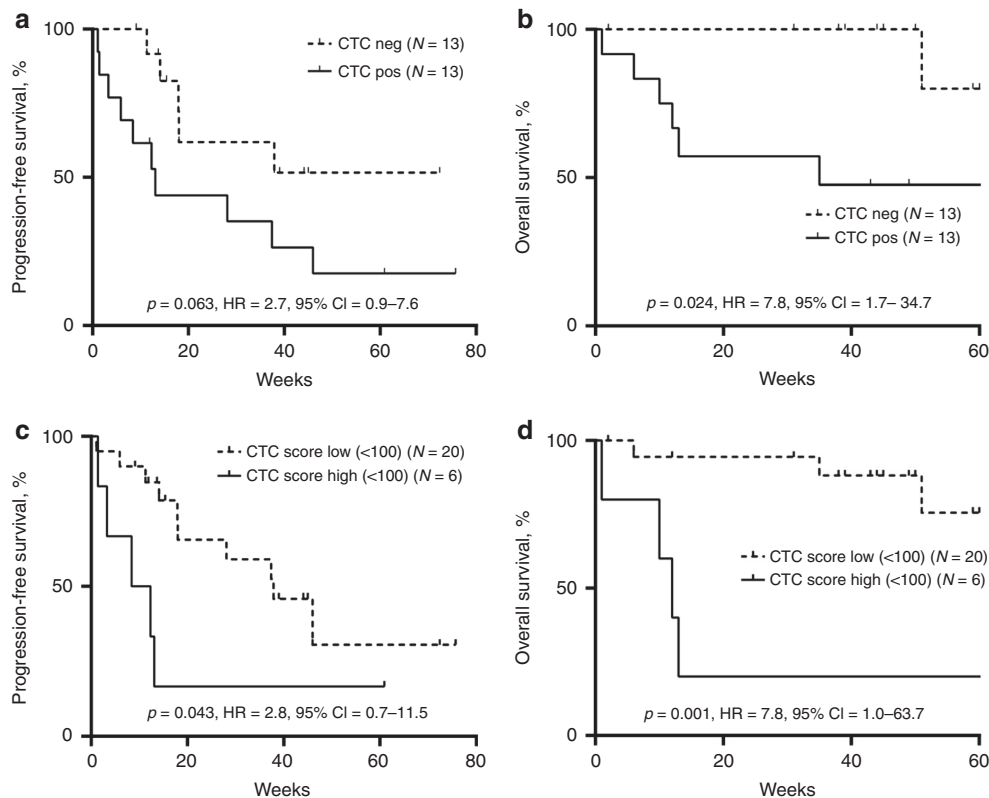 a
100
50
0
Progression-free survival, %
CTC neg (N = 13)
CTC pos (N = 13)
p = 0.063, HR = 2.7, 95% CI = 0.9–7.6
0 20 40 60 80
Weeks
b
100
50
0
Overall survival, %
CTC neg (N = 13)
CTC pos (N = 13)
p = 0.024, HR = 7.8, 95% CI = 1.7– 34.7
0 20 40 60
Weeks
c
100
50
0
Progression-free survival, %
CTC score low (<100) (N = 20)
CTC score high (<100) (N = 6)
p = 0.043, HR = 2.8, 95% CI = 0.7–11.5
0 20 40 60 80
Weeks
d
100
50
0
Overall survival, %
CTC score low (<100) (N = 20)
CTC score high (<100) (N = 6)
p = 0.001, HR = 7.8, 95% CI = 1.0–63.7
0 20 40 60
Weeks